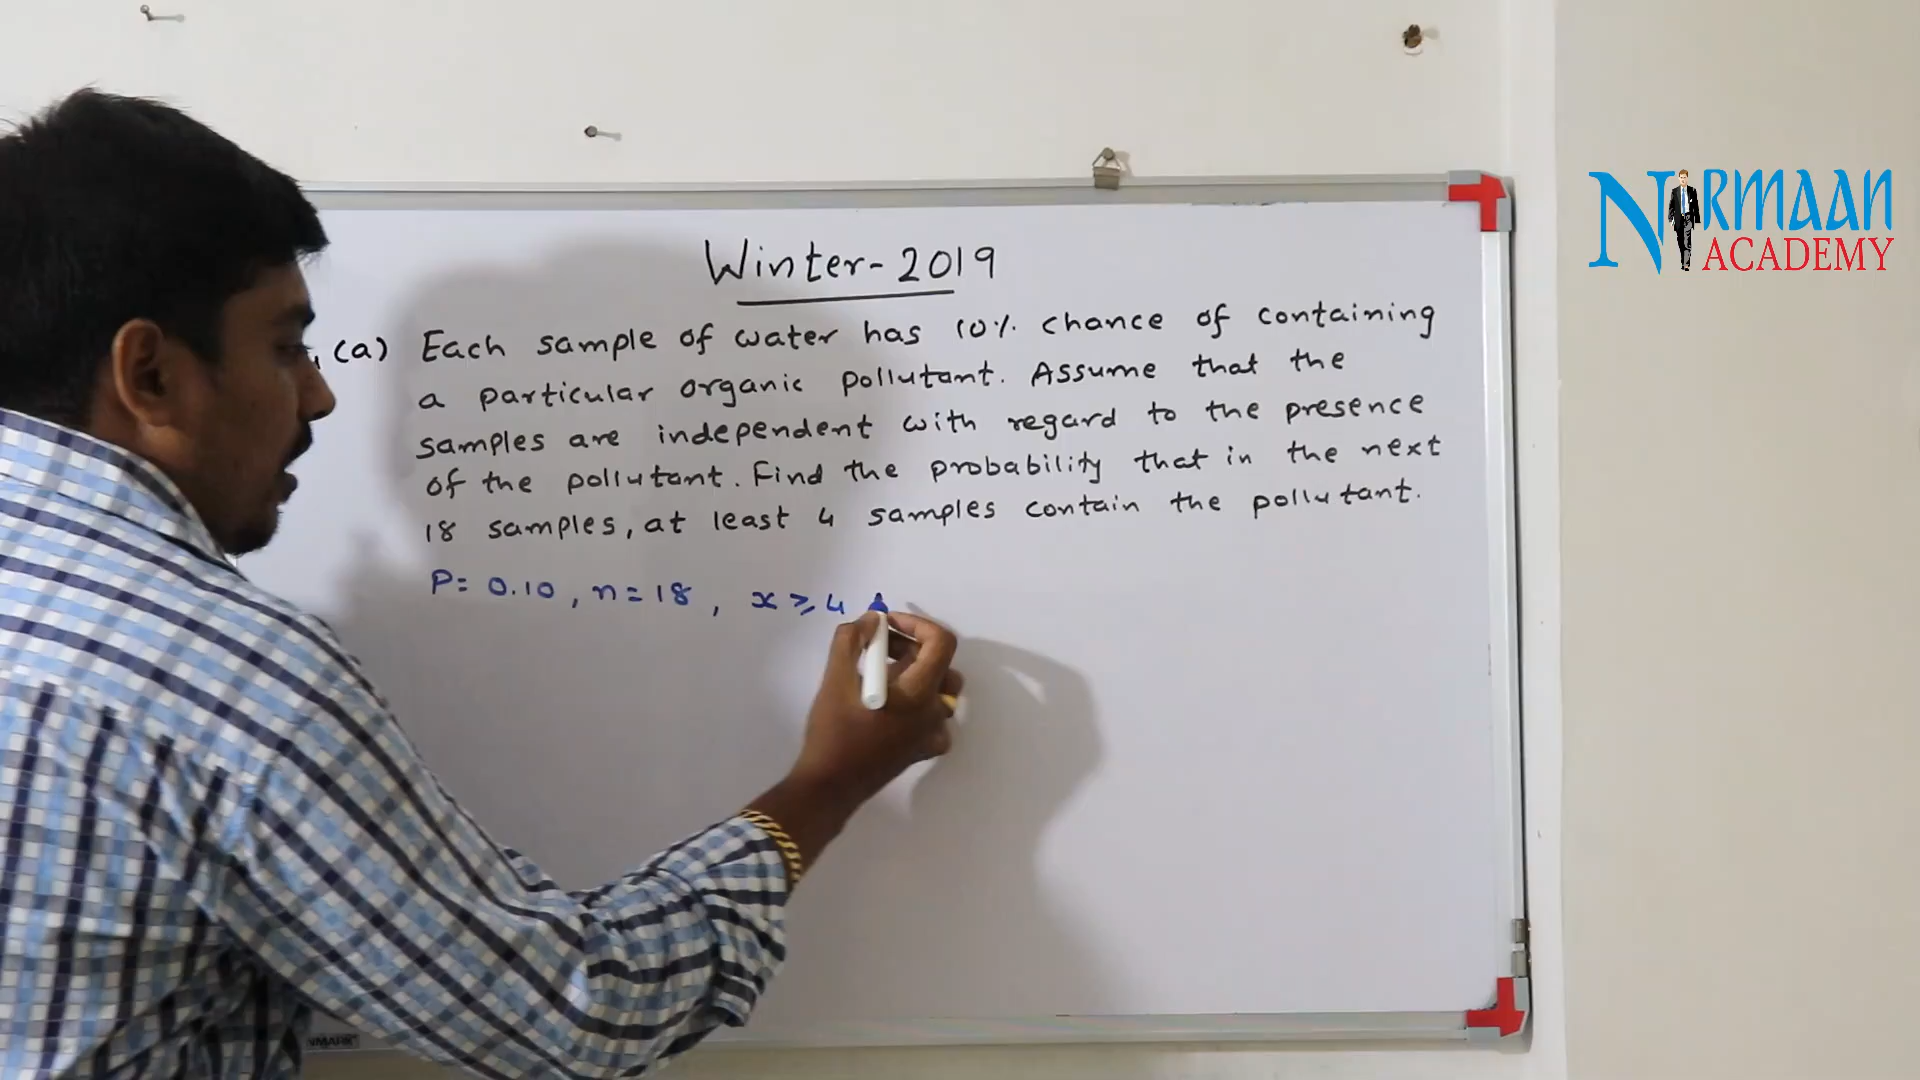 Winter-2019
(a) Each sample of water has 10% chance of containing
a particular organic pollutant. Assume that the
samples are independent with regard to the presence
of the pollutant. Find the probability that in the next
18 samples, at least 4 samples contain the pollutant.
P= 0.10, n=18, x ≥ 4
NIRMAAN
ACADEMY